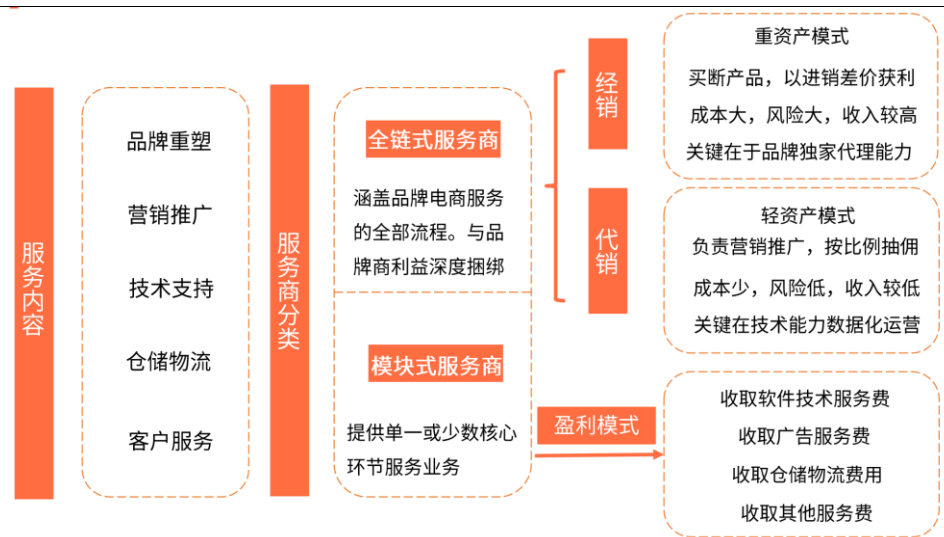 服务内容
品牌重塑
营销推广
技术支持
仓储物流
客户服务
服务商分类
全链式服务商
涵盖品牌电商服务
的全部流程。与品
牌商利益深度捆绑
模块式服务商
提供单一或少数核心
环节服务业务
经销
重资产模式
买断产品，以进销差价获利
成本大，风险大，收入较高
关键在于品牌独家代理能力
代销
轻资产模式
负责营销推广，按比例抽佣
成本少，风险低，收入较低
关键在技术能力数据化运营
盈利模式
收取软件技术服务费
收取广告服务费
收取仓储物流费用
收取其他服务费